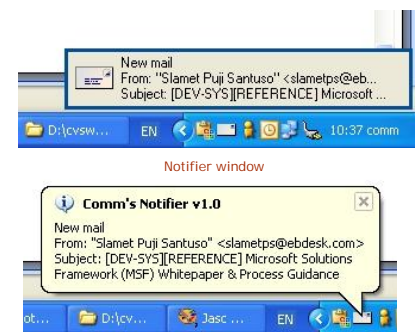 New mail
From: "Slamet Puji Santuso" <slametps@eb...
Subject: [DEV-SYS][REFERENCE] Microsoft ...
D:\cvsw...
EN
10:37 comm
Notifier window
Comm's Notifier v1.0
New mail
From: "Slamet Puji Santuso" <slametps@ebdesk.com>
Subject: [DEV-SYS][REFERENCE] Microsoft Solutions
Framework (MSF) Whitepaper & Process Guidance
ot...
D:\cv...
Jasc ...
EN